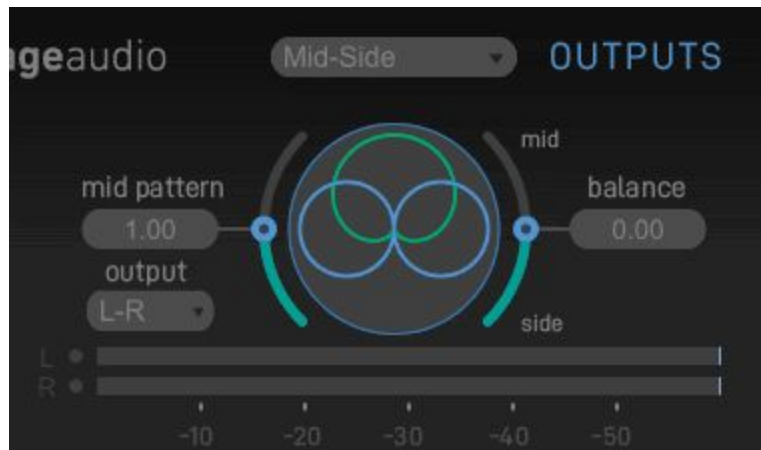 ageaudio Mid-Side OUTPUTS
mid
mid pattern balance
1.00 0.00
output
L-R
side
L
R
-10 -20 -30 -40 -50